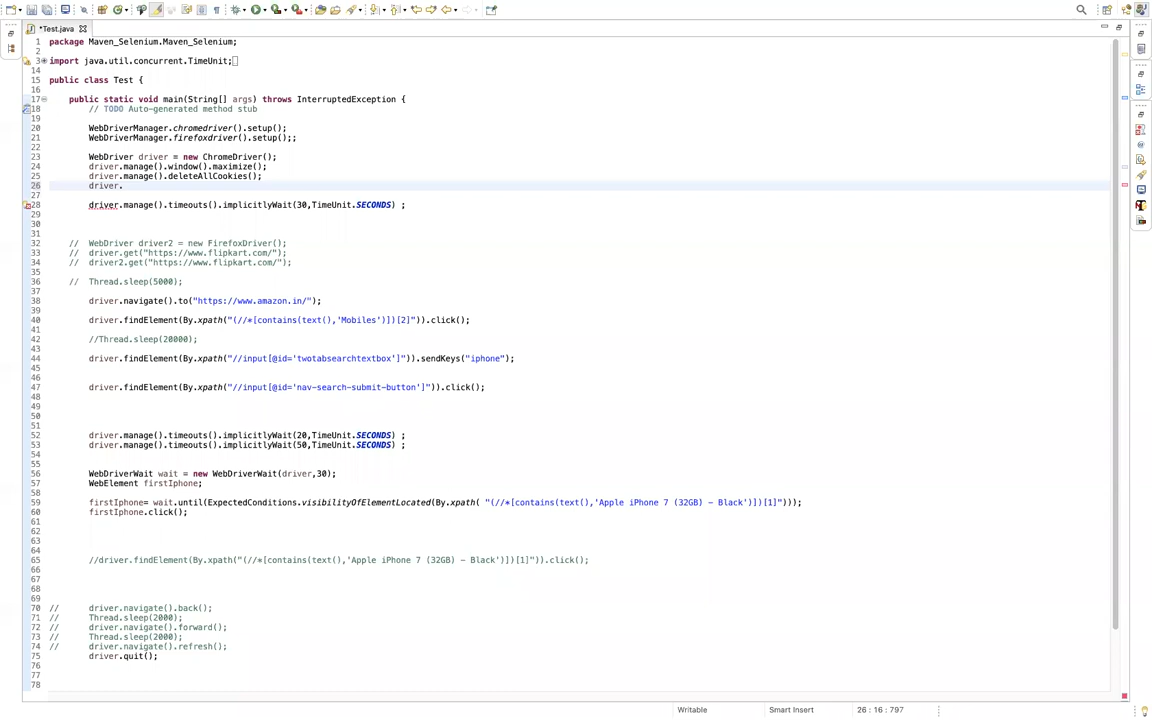 *Test.java
1 package Maven_Selenium.Maven_Selenium;
2
3 import java.util.concurrent.TimeUnit;
14
15 public class Test {
16
17 public static void main(String[] args) throws InterruptedException {
18 // TODO Auto-generated method stub
19
20 WebDriverManager.chromedriver().setup();
21 WebDriverManager.firefoxdriver().setup();;
22
23 WebDriver driver = new ChromeDriver();
24 driver.manage().window().maximize();
25 driver.manage().deleteAllCookies();
26 driver.
27
28 driver.manage().timeouts().implicitlyWait(30,TimeUnit.SECONDS) ;
29
30
31
32 // WebDriver driver2 = new FirefoxDriver();
33 // driver.get("https://www.flipkart.com/");
34 // driver2.get("https://www.flipkart.com/");
35
36 // Thread.sleep(5000);
37
38 driver.navigate().to("https://www.amazon.in/");
39
40 driver.findElement(By.xpath("(//*[contains(text(),'Mobiles')])[2]")).click();
41
42 //Thread.sleep(20000);
43
44 driver.findElement(By.xpath("//input[@id='twotabsearchtextbox']")).sendKeys("iphone");
45
46
47 driver.findElement(By.xpath("//input[@id='nav-search-submit-button']")).click();
48
49
50
51
52 driver.manage().timeouts().implicitlyWait(20,TimeUnit.SECONDS) ;
53 driver.manage().timeouts().implicitlyWait(50,TimeUnit.SECONDS) ;
54
55
56 WebDriverWait wait = new WebDriverWait(driver,30);
57 WebElement firstIphone;
58
59 firstIphone= wait.until(ExpectedConditions.visibilityOfElementLocated(By.xpath( "(//*[contains(text(),'Apple iPhone 7 (32GB) - Black')])[1]")));
60 firstIphone.click();
61
62
63
64
65 //driver.findElement(By.xpath("(//*[contains(text(),'Apple iPhone 7 (32GB) - Black')])[1]")).click();
66
67
68
69
70 // driver.navigate().back();
71 // Thread.sleep(2000);
72 // driver.navigate().forward();
73 // Thread.sleep(2000);
74 // driver.navigate().refresh();
75 driver.quit();
76
77
78
Writable Smart Insert 26 : 16 : 797